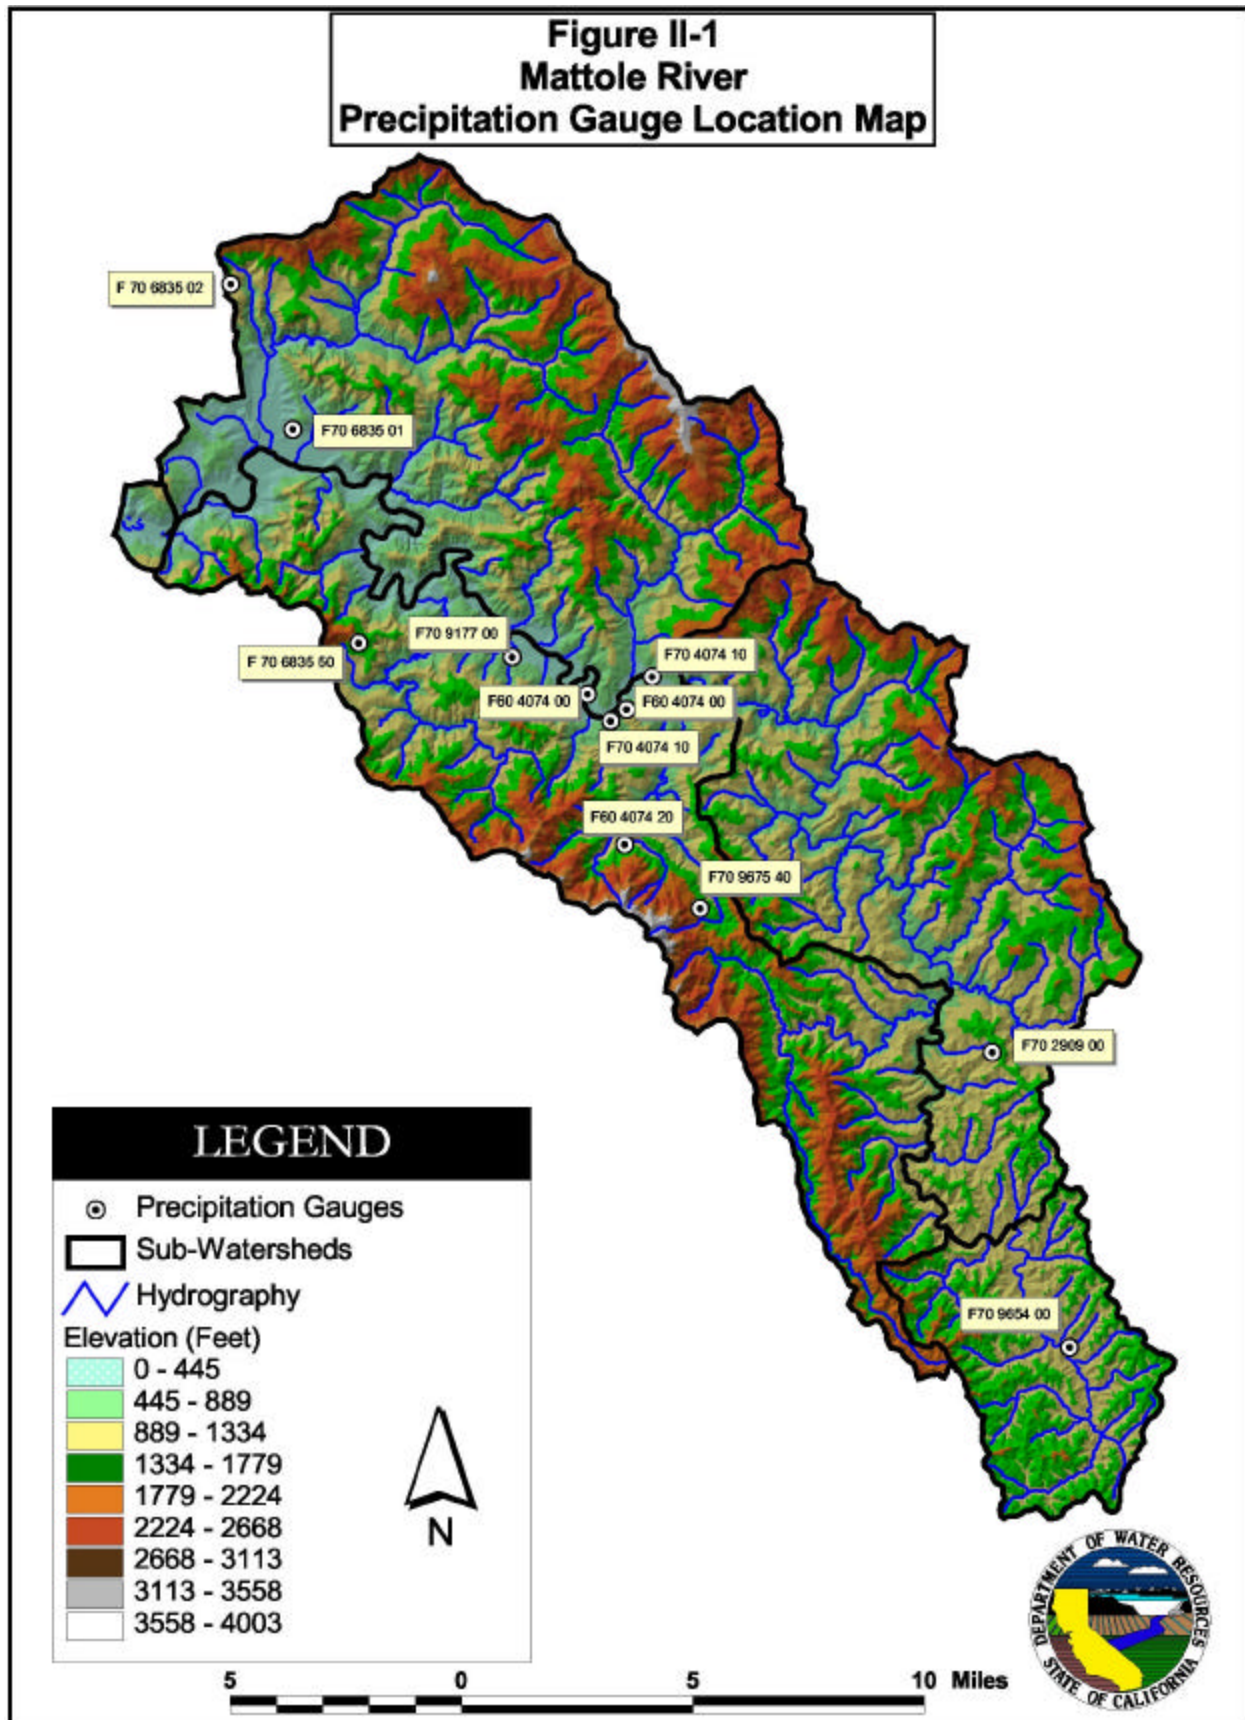 Figure II-1
Mattole River
Precipitation Gauge Location Map
F 70 6835 02
F70 6835 01
F70 9177 00
F 70 6835 50
F70 4074 10
F60 4074 00
F60 4074 00
F70 4074 10
F60 4074 20
F70 9675 40
F70 2909 00
F70 9654 00
LEGEND
Precipitation Gauges
Sub-Watersheds
Hydrography
Elevation (Feet)
0 - 445
445 - 889
889 - 1334
1334 - 1779
1779 - 2224
2224 - 2668
2668 - 3113
3113 - 3558
3558 - 4003
N
5 0 5 10 Miles
DEPARTMENT OF WATER RESOURCES
STATE OF CALIFORNIA